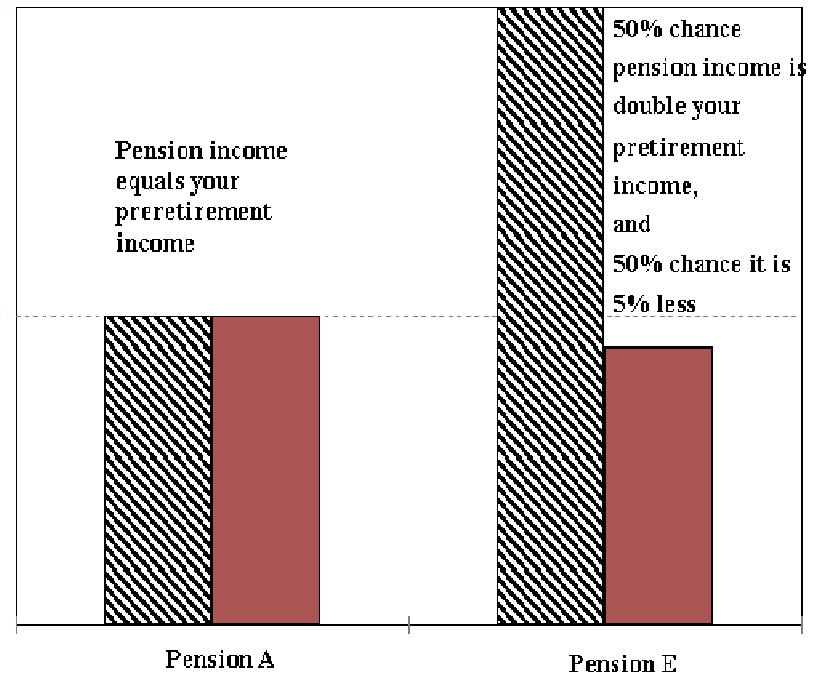 Pension income
equals your
preretirement
income
50% chance
pension income is
double your
pretirement
income,
and
50% chance it is
5% less
Pension A
Pension E